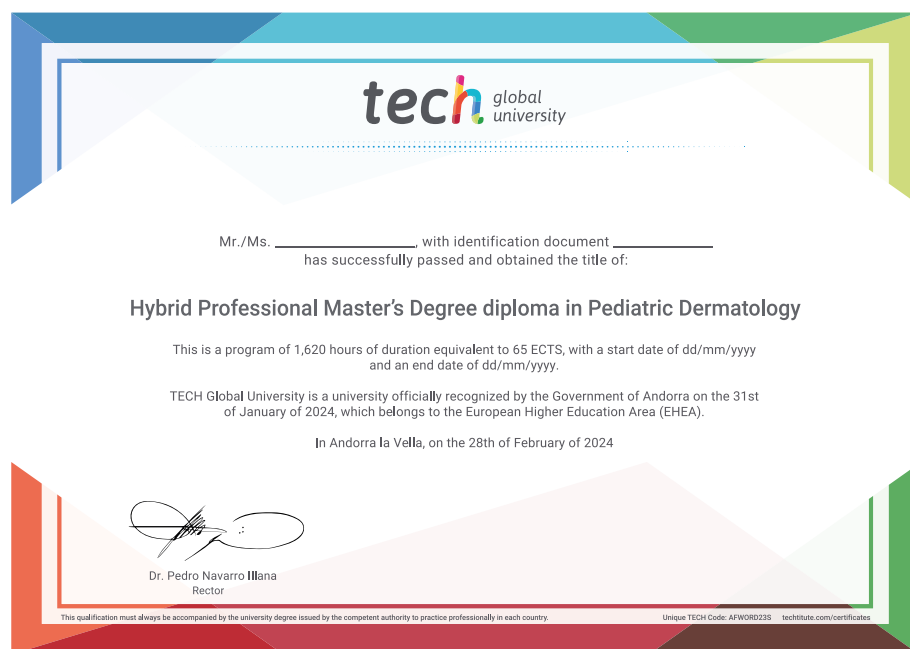 tech global
university
Mr./Ms. ____________________, with identification document ______________
has successfully passed and obtained the title of:
Hybrid Professional Master's Degree diploma in Pediatric Dermatology
This is a program of 1,620 hours of duration equivalent to 65 ECTS, with a start date of dd/mm/yyyy
and an end date of dd/mm/yyyy.
TECH Global University is a university officially recognized by the Government of Andorra on the 31st
of January of 2024, which belongs to the European Higher Education Area (EHEA).
In Andorra la Vella, on the 28th of February of 2024
Dr. Pedro Navarro Illana
Rector
This qualification must always be accompanied by the university degree issued by the competent authority to practice professionally in each country.
Unique TECH Code: AFWORD23S techtitute.com/certificates